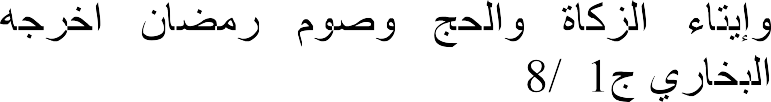 وإيتاء الزكاة والحج وصوم رمضان اخرجه
البخاري ج1 /8